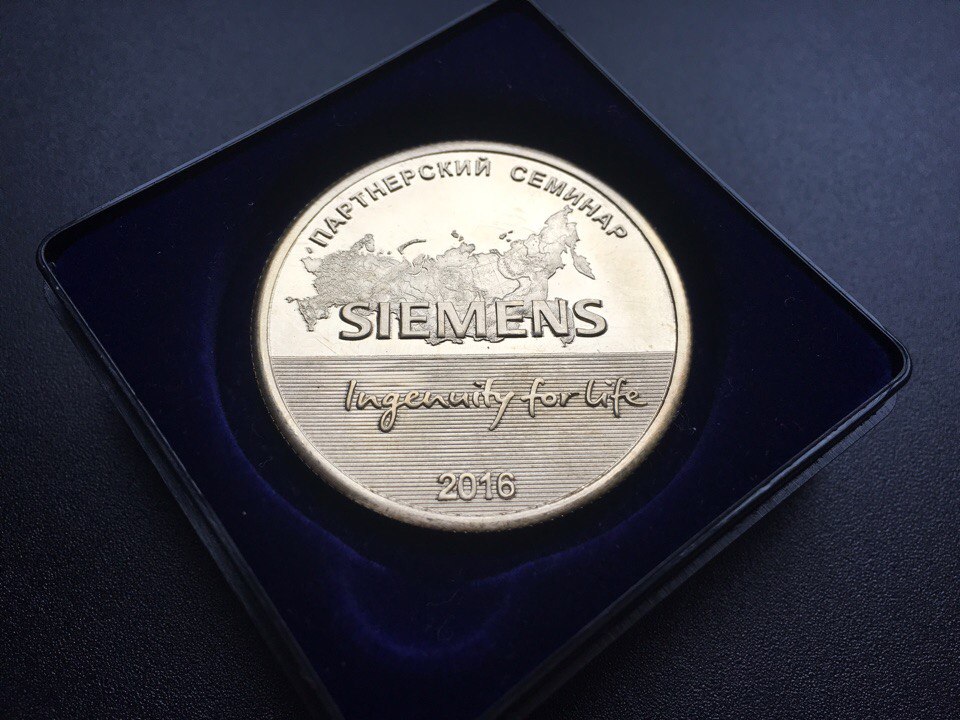 ПАРТНЕРСКИЙ СЕМИНАР
SIEMENS
Ingenuity for life
2016